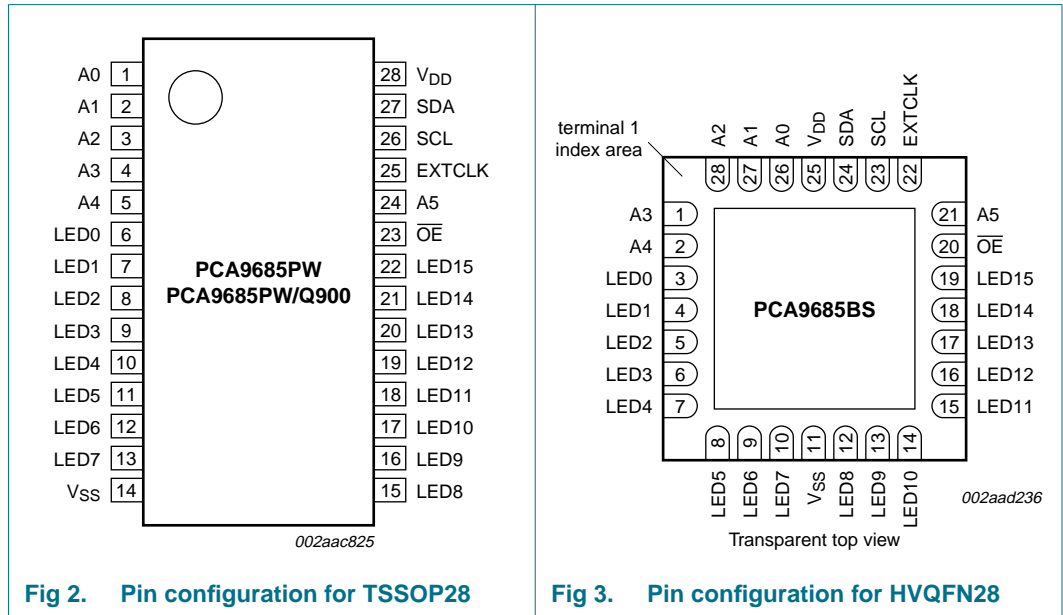 A0 1
A1 2
A2 3
A3 4
A4 5
LED0 6
LED1 7
LED2 8
LED3 9
LED4 10
LED5 11
LED6 12
LED7 13
VSS 14
PCA9685PW
PCA9685PW/Q900
28 VDD
27 SDA
26 SCL
25 EXTCLK
24 A5
23 O̅E̅
22 LED15
21 LED14
20 LED13
19 LED12
18 LED11
17 LED10
16 LED9
15 LED8
002aac825
Fig 2. Pin configuration for TSSOP28
terminal 1
index area
A2 A1 A0 VDD SDA SCL EXTCLK
28 27 26 25 24 23 22
A3 1
A4 2
LED0 3
LED1 4
LED2 5
LED3 6
LED4 7
PCA9685BS
21 A5
20 O̅E̅
19 LED15
18 LED14
17 LED13
16 LED12
15 LED11
8 9 10 11 12 13 14
LED5 LED6 LED7 VSS LED8 LED9 LED10
002aad236
Transparent top view
Fig 3. Pin configuration for HVQFN28